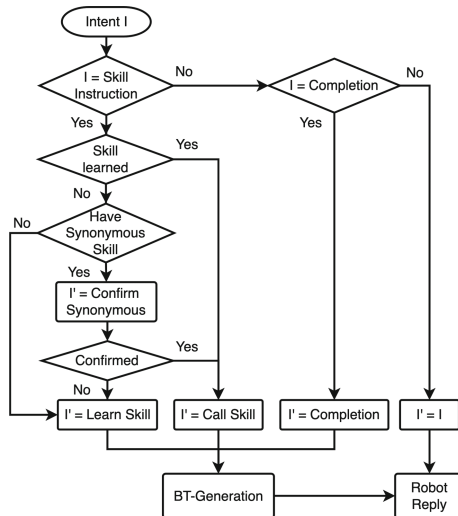 Intent I
I = Skill
Instruction
No
I = Completion
No
Yes
Yes
Skill
learned
Yes
No
No
Have
Synonymous
Skill
Yes
I' = Confirm
Synonymous
Confirmed
Yes
No
I' = Learn Skill
I' = Call Skill
I' = Completion
I' = I
BT-Generation
Robot
Reply